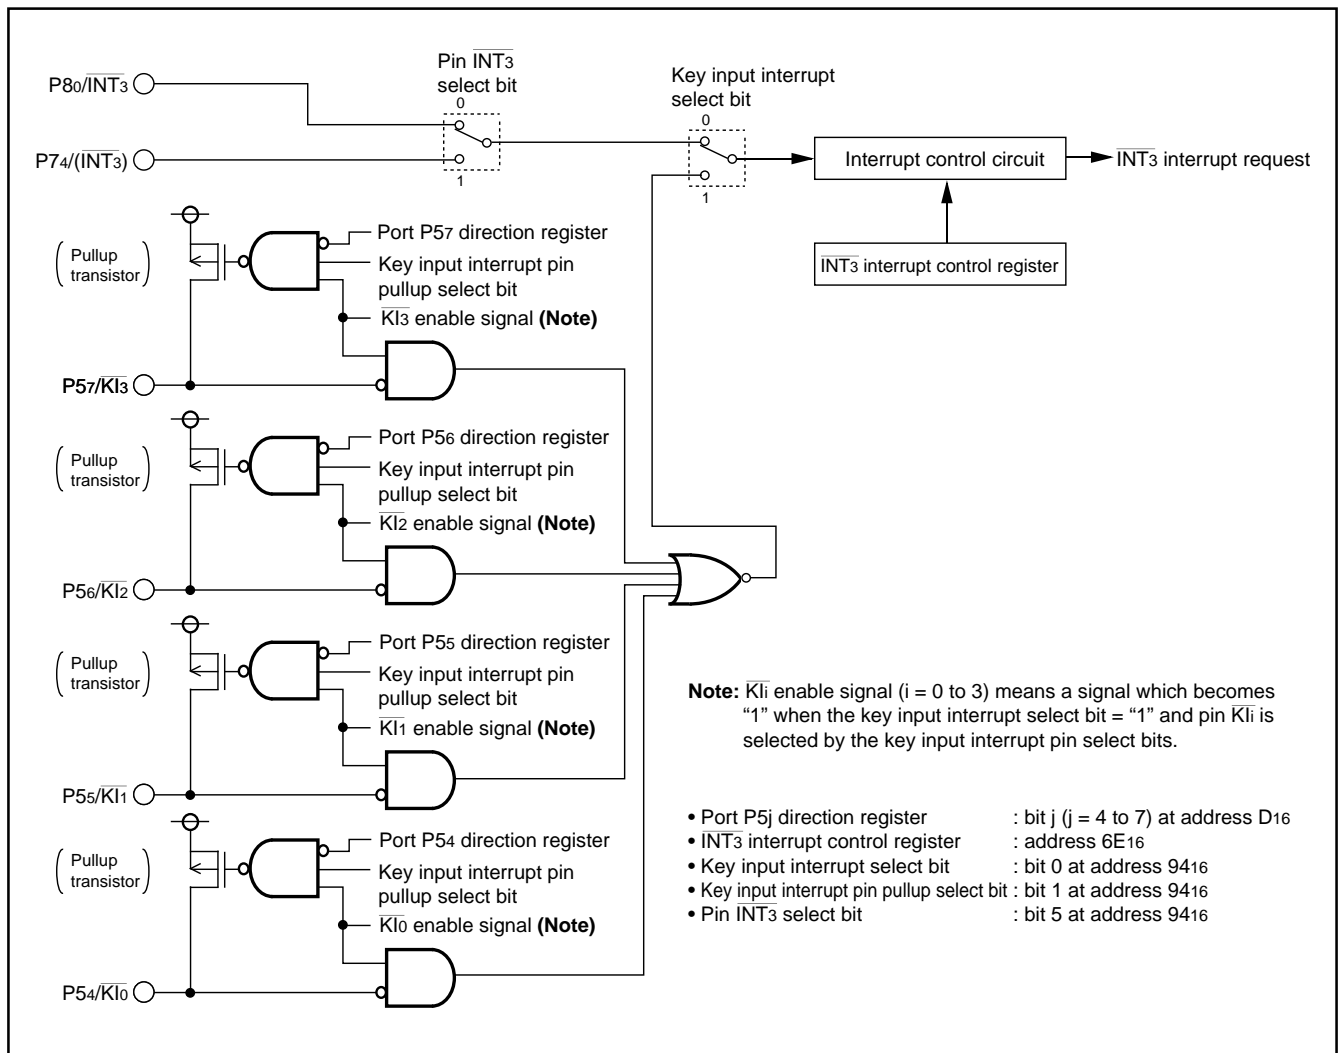 P80/INT3
Pin INT3
select bit
0
1
P74/(INT3)
Key input interrupt
select bit
0
1
Interrupt control circuit
INT3 interrupt request
INT3 interrupt control register
( Pullup
transistor )
Port P57 direction register
Key input interrupt pin
pullup select bit
KI3 enable signal (Note)
P57/KI3
( Pullup
transistor )
Port P56 direction register
Key input interrupt pin
pullup select bit
KI2 enable signal (Note)
P56/KI2
( Pullup
transistor )
Port P55 direction register
Key input interrupt pin
pullup select bit
KI1 enable signal (Note)
P55/KI1
( Pullup
transistor )
Port P54 direction register
Key input interrupt pin
pullup select bit
KI0 enable signal (Note)
P54/KI0
Note: KIi enable signal (i = 0 to 3) means a signal which becomes
“1” when the key input interrupt select bit = “1” and pin KIi is
selected by the key input interrupt pin select bits.
• Port P5j direction register : bit j (j = 4 to 7) at address D16
• INT3 interrupt control register : address 6E16
• Key input interrupt select bit : bit 0 at address 9416
• Key input interrupt pin pullup select bit : bit 1 at address 9416
• Pin INT3 select bit : bit 5 at address 9416